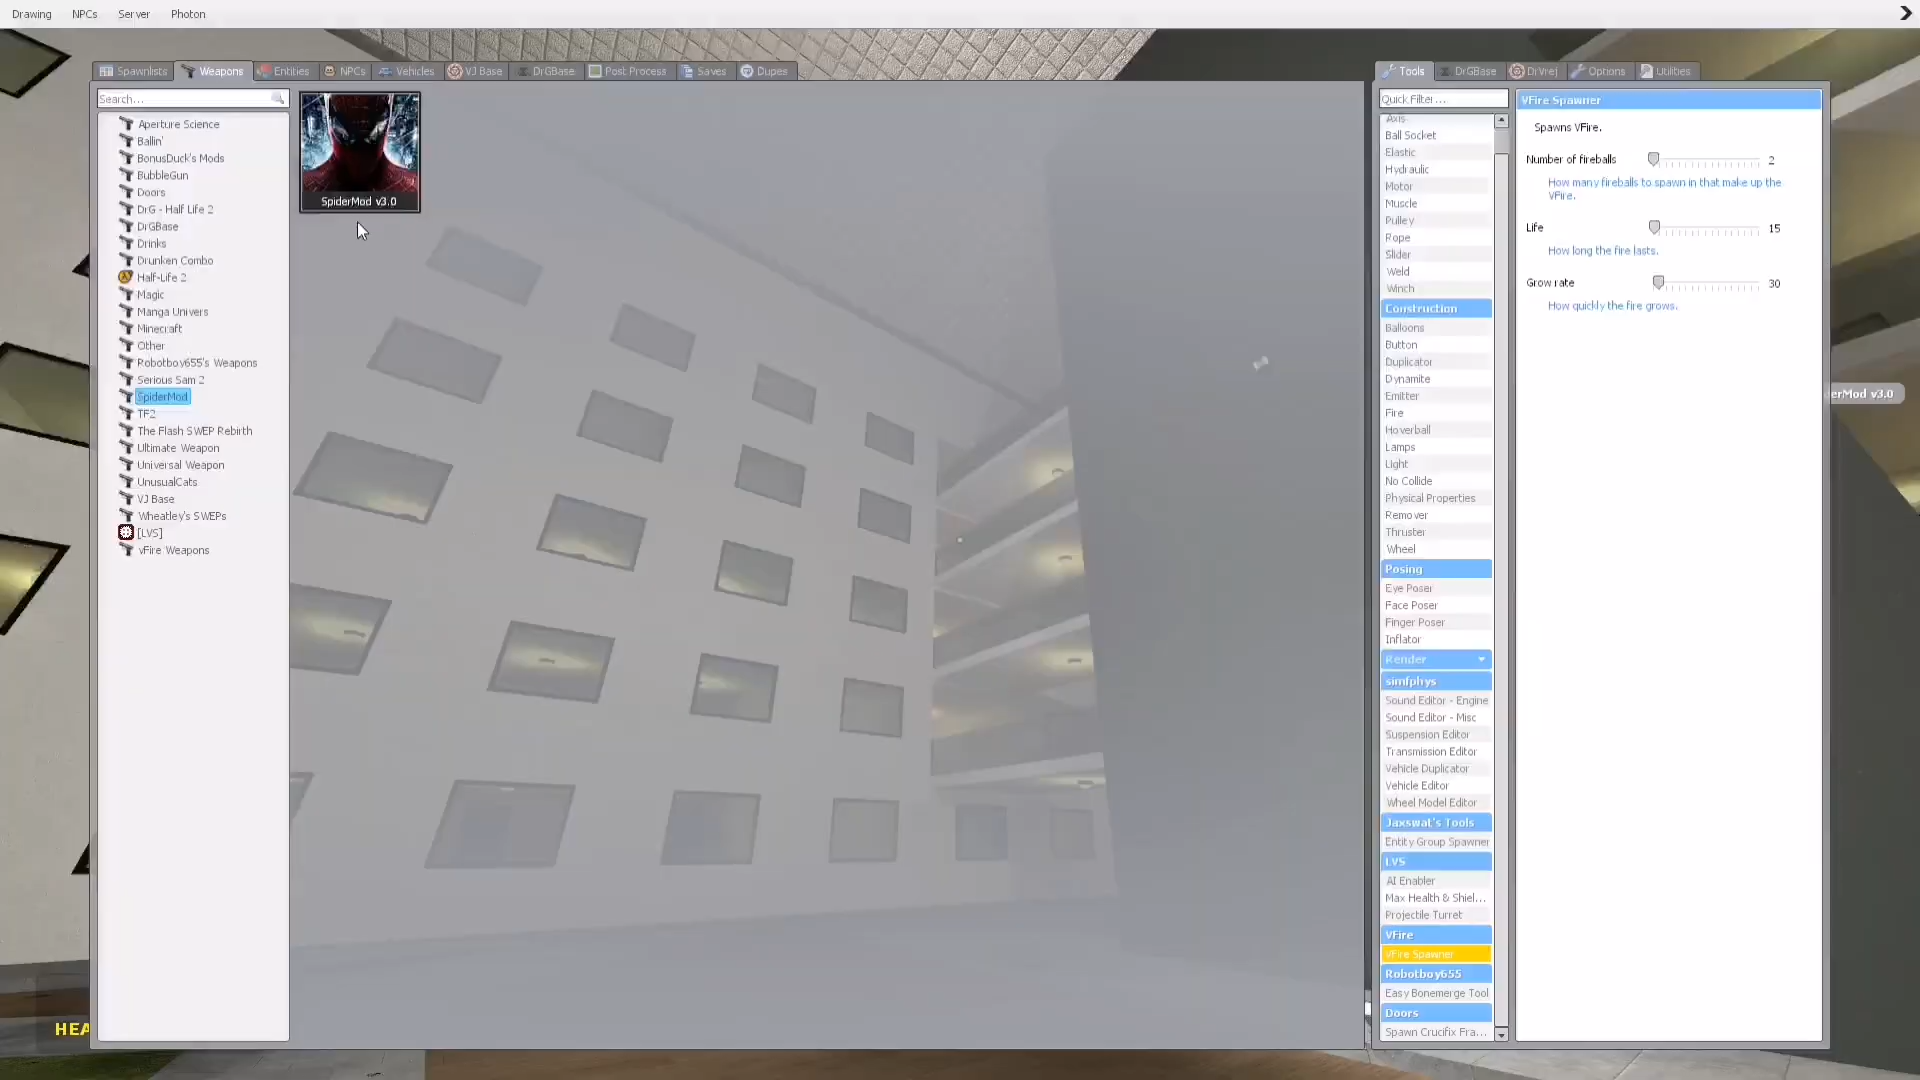 Drawing NPCs Server Photon
Spawnlists Weapons Entities NPCs Vehicles VJ Base DrGBase Post Process Saves Dupes
Search...
Aperture Science
Ballin'
BonusDuck's Mods
BubbleGun
Doors
DrG - Half Life 2
DrGBase
Drinks
Drunken Combo
Half-Life 2
Magic
Manga Univers
Minecraft
Other
Robotboy655's Weapons
Serious Sam 2
SpiderMod
TF2
The Flash SWEP Rebirth
Ultimate Weapon
Universal Weapon
UnusualCats
VJ Base
Wheatley's SWEPs
[LVS]
vFire Weapons
SpiderMod v3.0
HEA
Tools DrGBase DrVrej Options Utilities
Quick Filter ...
Axis
Ball Socket
Elastic
Hydraulic
Motor
Muscle
Pulley
Rope
Slider
Weld
Winch
Construction
Balloons
Button
Duplicator
Dynamite
Emitter
Fire
Hoverball
Lamps
Light
No Collide
Physical Properties
Remover
Thruster
Wheel
Posing
Eye Poser
Face Poser
Finger Poser
Inflator
Render
simfphys
Sound Editor - Engine
Sound Editor - Misc
Suspension Editor
Transmission Editor
Vehicle Duplicator
Vehicle Editor
Wheel Model Editor
Jaxswat's Tools
Entity Group Spawner
LVS
AI Enabler
Max Health & Shiel...
Projectile Turret
VFire
VFire Spawner
Robotboy655
Easy Bonemerge Tool
Doors
Spawn Crucifix Fra...
VFire Spawner
Spawns VFire.
Number of fireballs 2
How many fireballs to spawn in that make up the
VFire.
Life 15
How long the fire lasts.
Grow rate 30
How quickly the fire grows.
erMod v3.0